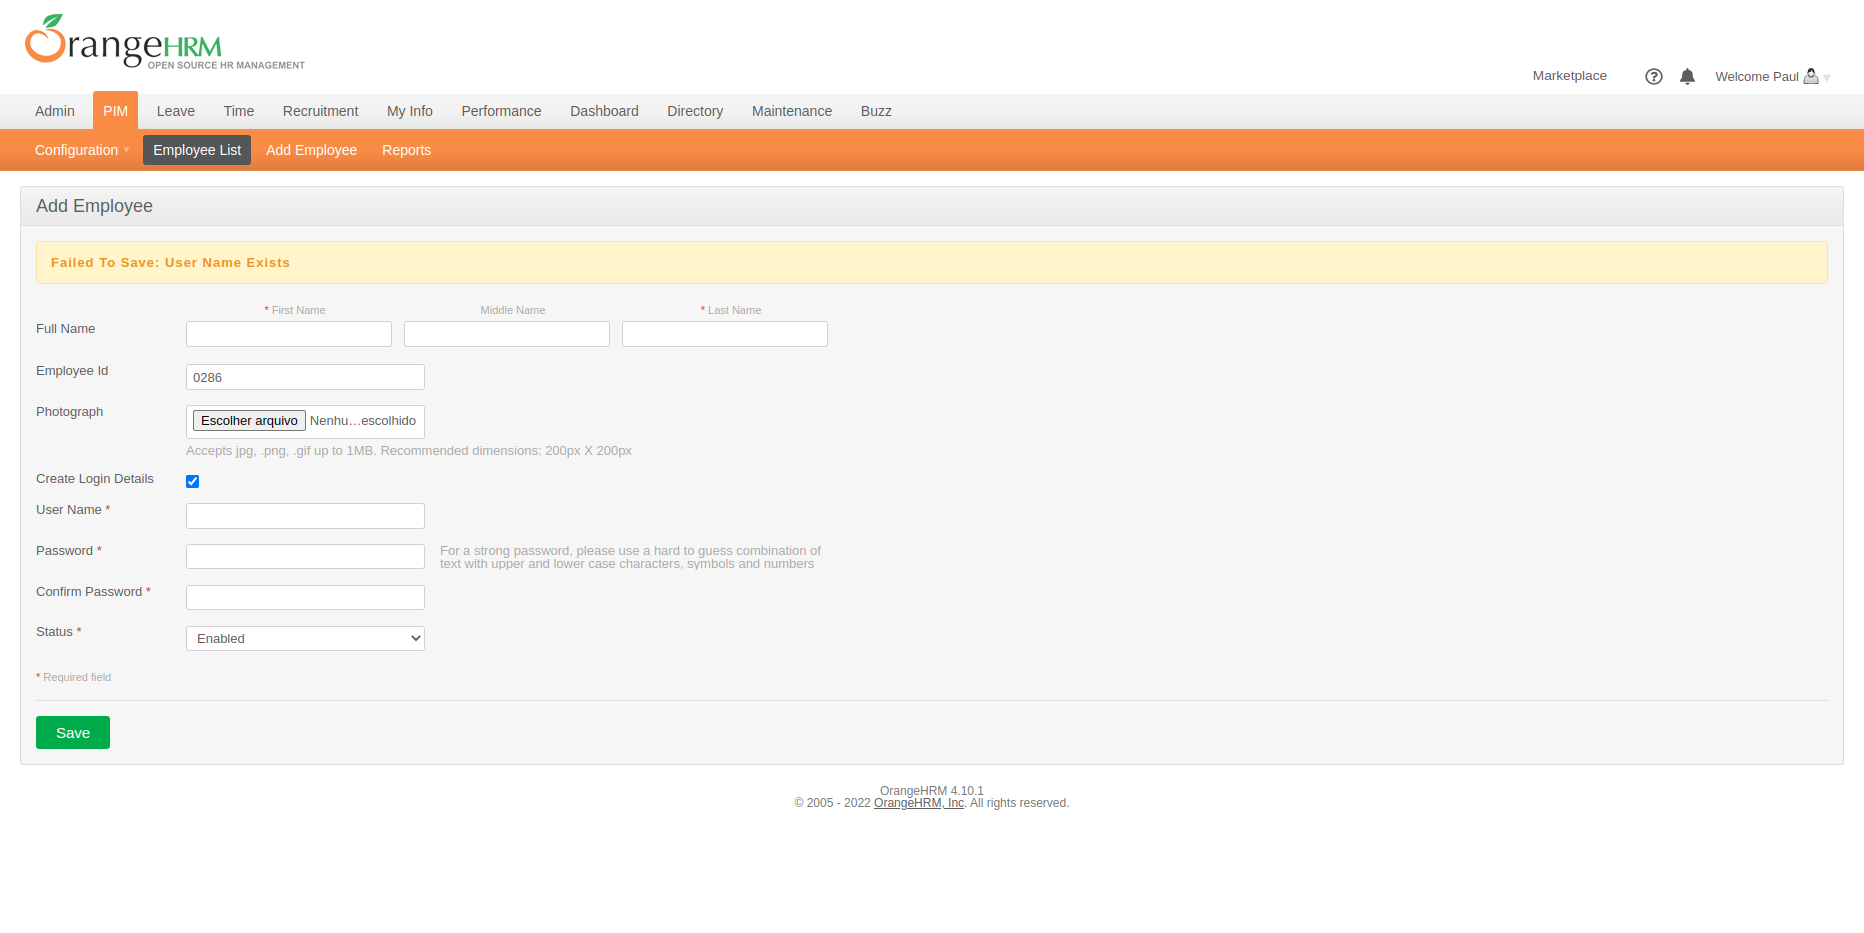 OrangeHRM
OPEN SOURCE HR MANAGEMENT
Marketplace Welcome Paul
Admin PIM Leave Time Recruitment My Info Performance Dashboard Directory Maintenance Buzz
Configuration Employee List Add Employee Reports
Add Employee
Failed To Save: User Name Exists
* First Name Middle Name * Last Name
Full Name
Employee Id 0286
Photograph Escolher arquivo Nenhu…escolhido
Accepts jpg, .png, .gif up to 1MB. Recommended dimensions: 200px X 200px
Create Login Details
User Name *
Password * For a strong password, please use a hard to guess combination of
text with upper and lower case characters, symbols and numbers
Confirm Password *
Status * Enabled
* Required field
Save
OrangeHRM 4.10.1
© 2005 - 2022 OrangeHRM, Inc. All rights reserved.